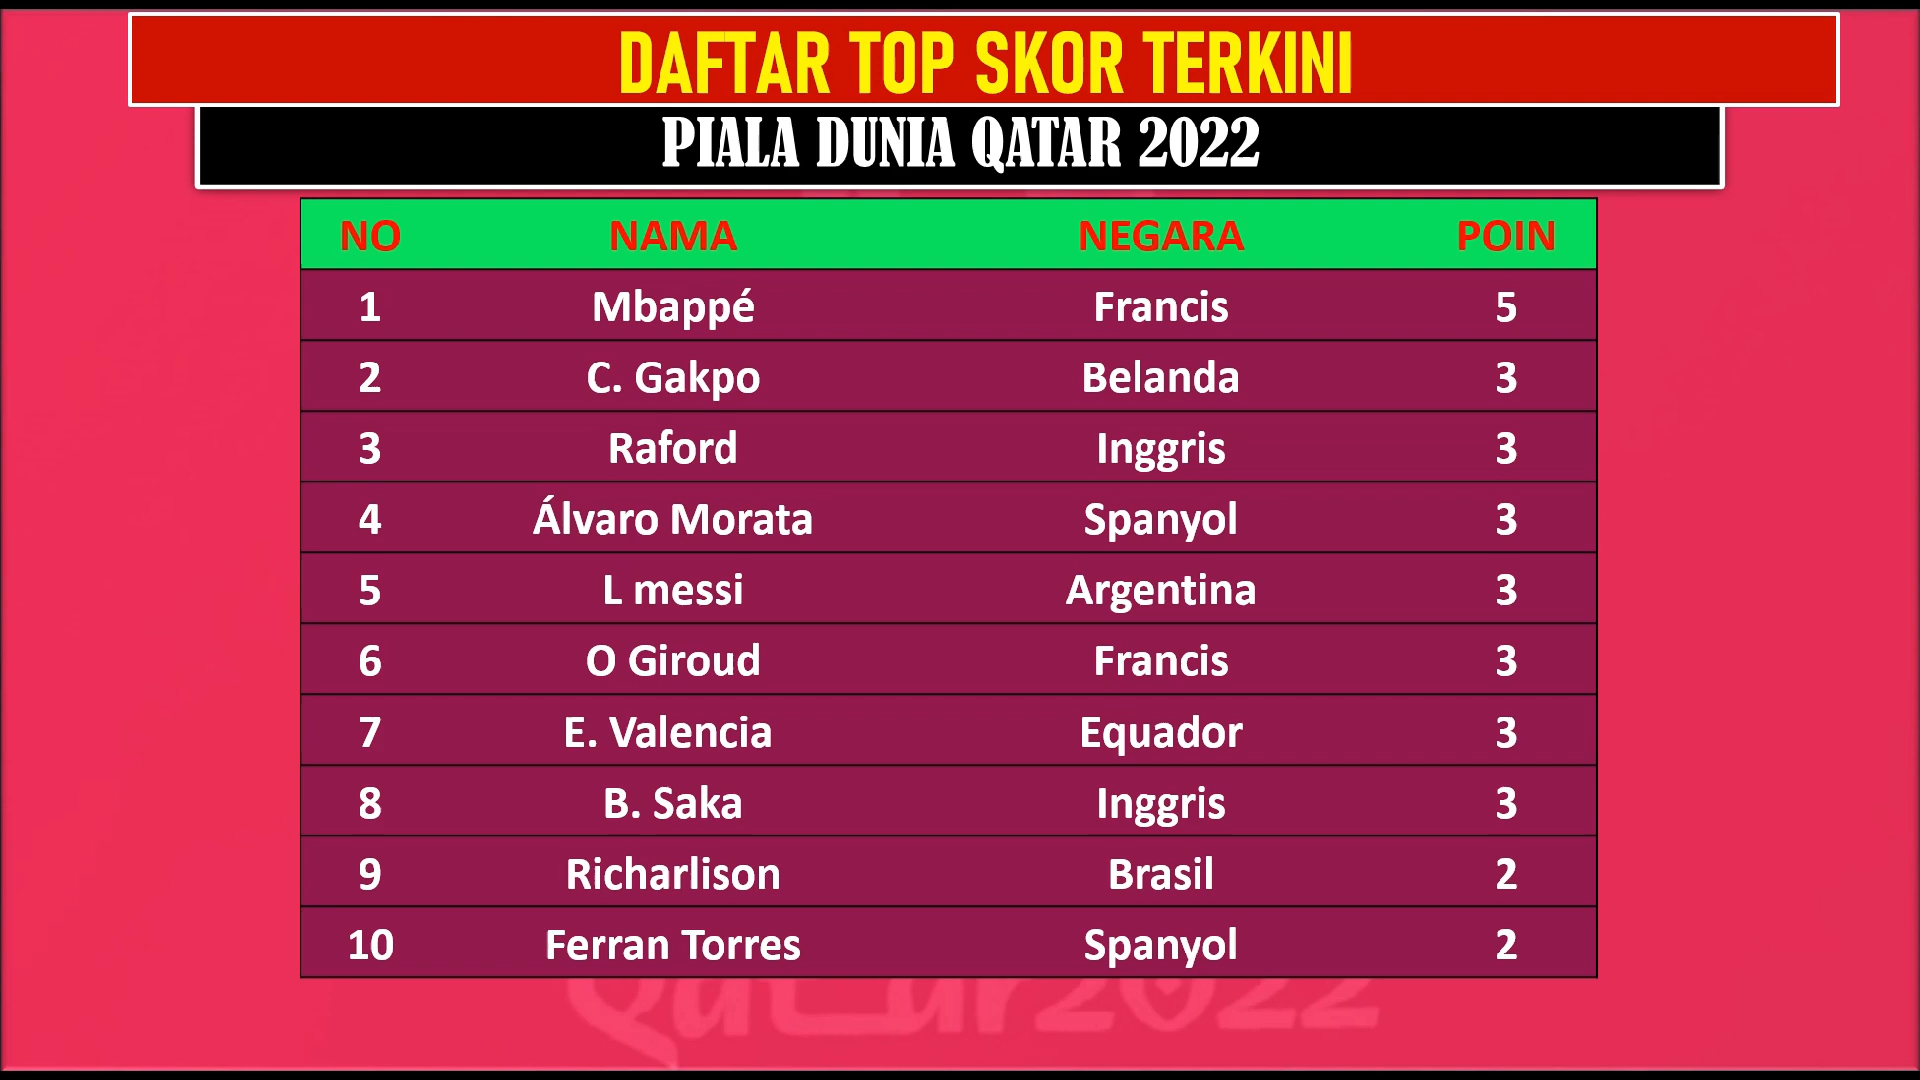 DAFTAR TOP SKOR TERKINI
PIALA DUNIA QATAR 2022
NO NAMA NEGARA POIN
1 Mbappé Francis 5
2 C. Gakpo Belanda 3
3 Raford Inggris 3
4 Álvaro Morata Spanyol 3
5 L messi Argentina 3
6 O Giroud Francis 3
7 E. Valencia Equador 3
8 B. Saka Inggris 3
9 Richarlison Brasil 2
10 Ferran Torres Spanyol 2
Qatar2022